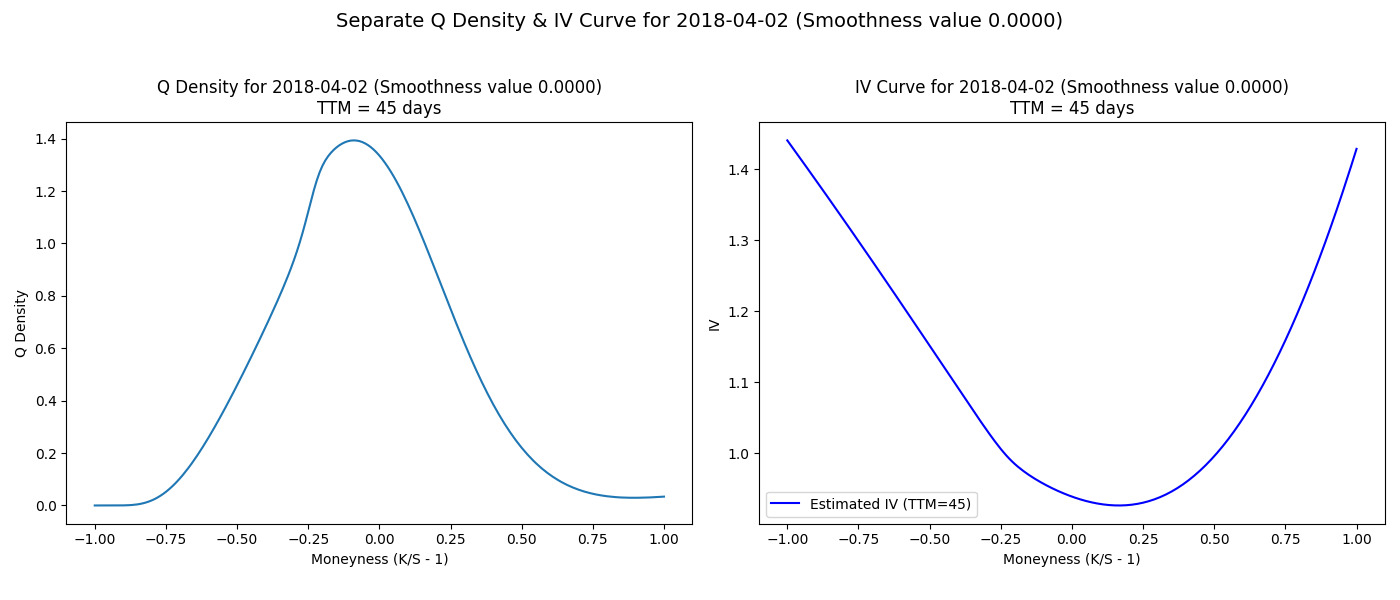 Separate Q Density & IV Curve for 2018-04-02 (Smoothness value 0.0000)
Q Density for 2018-04-02 (Smoothness value 0.0000)
TTM = 45 days
1.4
1.2
1.0
0.8
0.6
0.4
0.2
0.0
Q Density
−1.00 −0.75 −0.50 −0.25 0.00 0.25 0.50 0.75 1.00
Moneyness (K/S - 1)
IV Curve for 2018-04-02 (Smoothness value 0.0000)
TTM = 45 days
1.4
1.3
1.2
1.1
1.0
IV
Estimated IV (TTM=45)
−1.00 −0.75 −0.50 −0.25 0.00 0.25 0.50 0.75 1.00
Moneyness (K/S - 1)